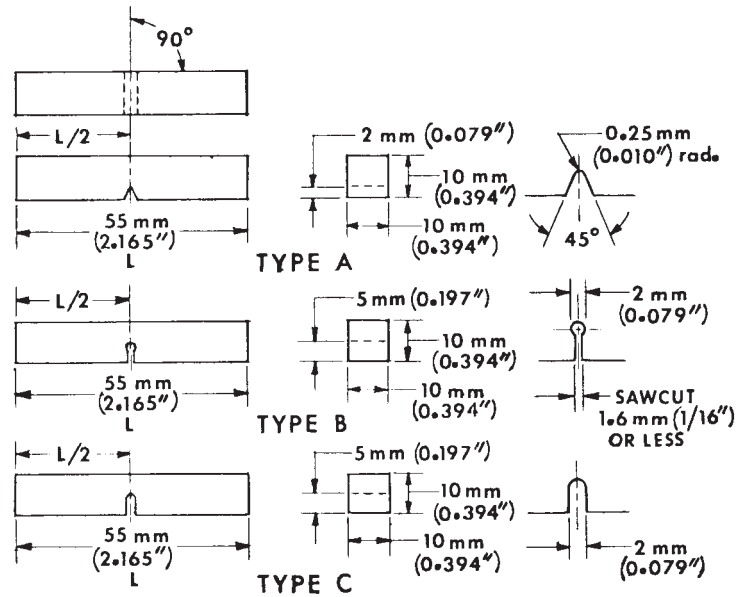 90°
L/2
2 mm (0.079")
0.25 mm
(0.010") rad.
10 mm
(0.394")
55 mm
(2.165")
L
10 mm
(0.394")
45°
TYPE A
L/2
5 mm (0.197")
2 mm
(0.079")
10 mm
(0.394")
55 mm
(2.165")
L
10 mm
(0.394")
SAWCUT
1.6 mm (1/16")
OR LESS
TYPE B
L/2
5 mm (0.197")
10 mm
(0.394")
55 mm
(2.165")
L
10 mm
(0.394")
2 mm
(0.079")
TYPE C